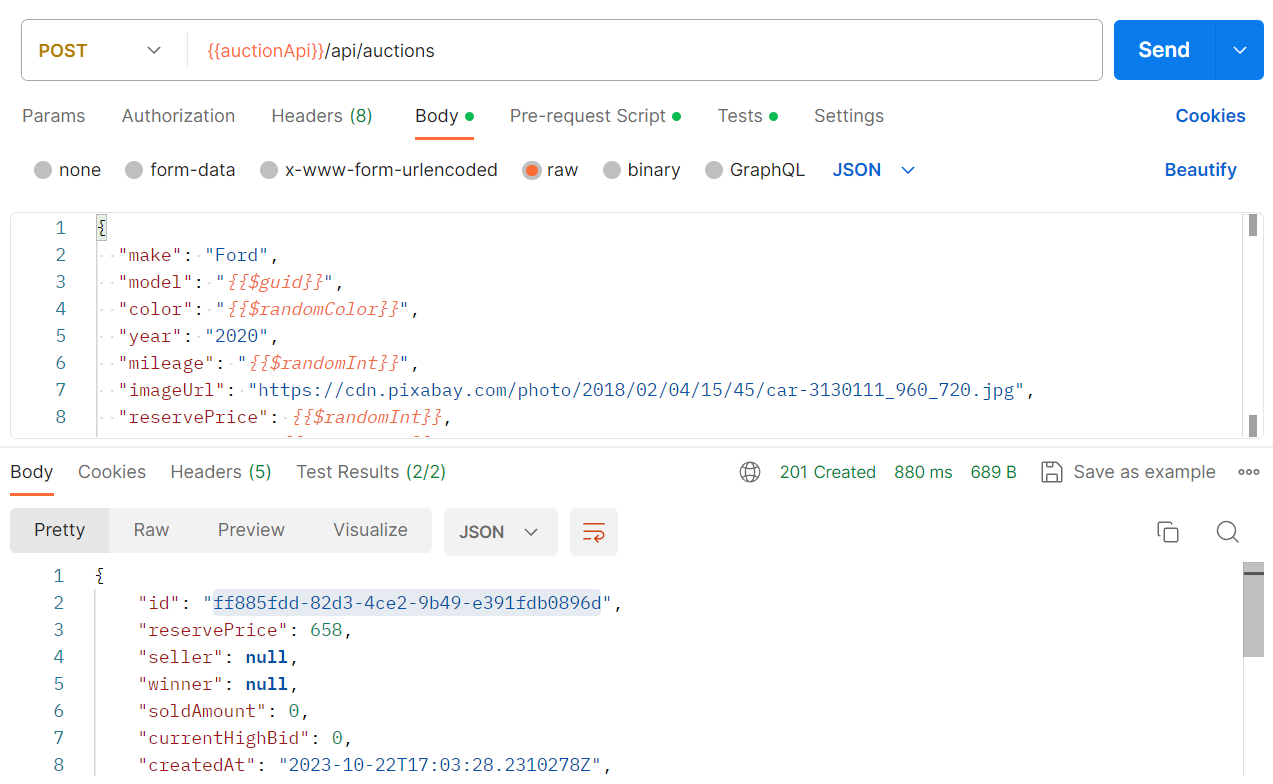 POST {{auctionApi}}/api/auctions Send
Params Authorization Headers (8) Body Pre-request Script Tests Settings Cookies
none form-data x-www-form-urlencoded raw binary GraphQL JSON Beautify
1 {
2 "make": "Ford",
3 "model": "{{$guid}}",
4 "color": "{{$randomColor}}",
5 "year": "2020",
6 "mileage": "{{$randomInt}}",
7 "imageUrl": "https://cdn.pixabay.com/photo/2018/02/04/15/45/car-3130111_960_720.jpg",
8 "reservePrice": {{$randomInt}},
Body Cookies Headers (5) Test Results (2/2) 201 Created 880 ms 689 B Save as example
Pretty Raw Preview Visualize JSON
1 {
2 "id": "ff885fdd-82d3-4ce2-9b49-e391fdb0896d",
3 "reservePrice": 658,
4 "seller": null,
5 "winner": null,
6 "soldAmount": 0,
7 "currentHighBid": 0,
8 "createdAt": "2023-10-22T17:03:28.2310278Z",